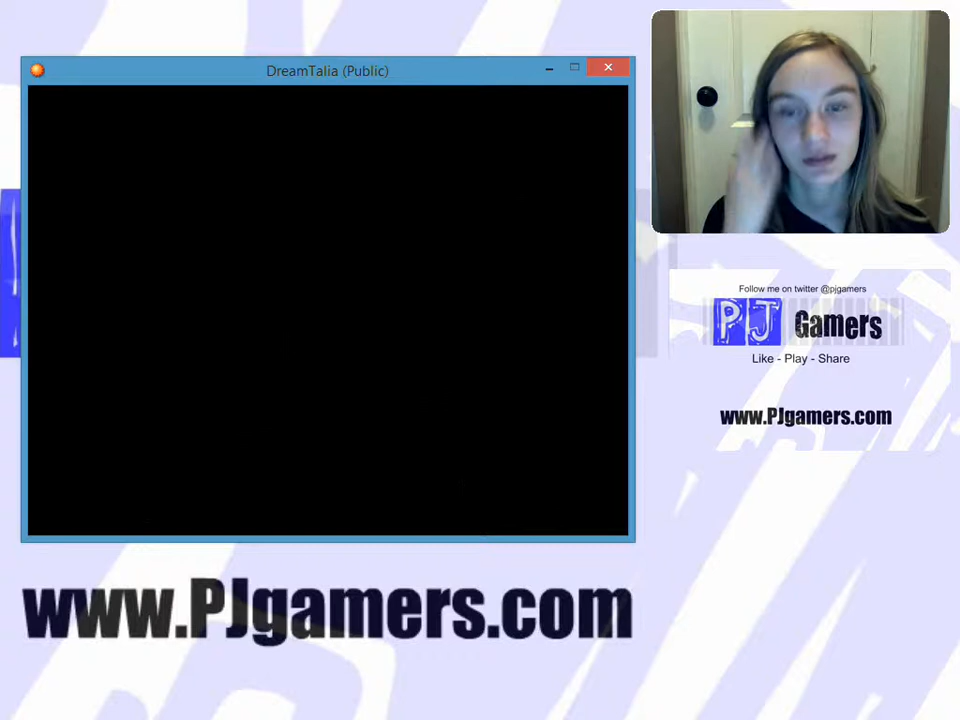 DreamTalia (Public)
Follow me on twitter @pjgamers
PJ Gamers
Like - Play - Share
www.PJgamers.com
www.PJgamers.com